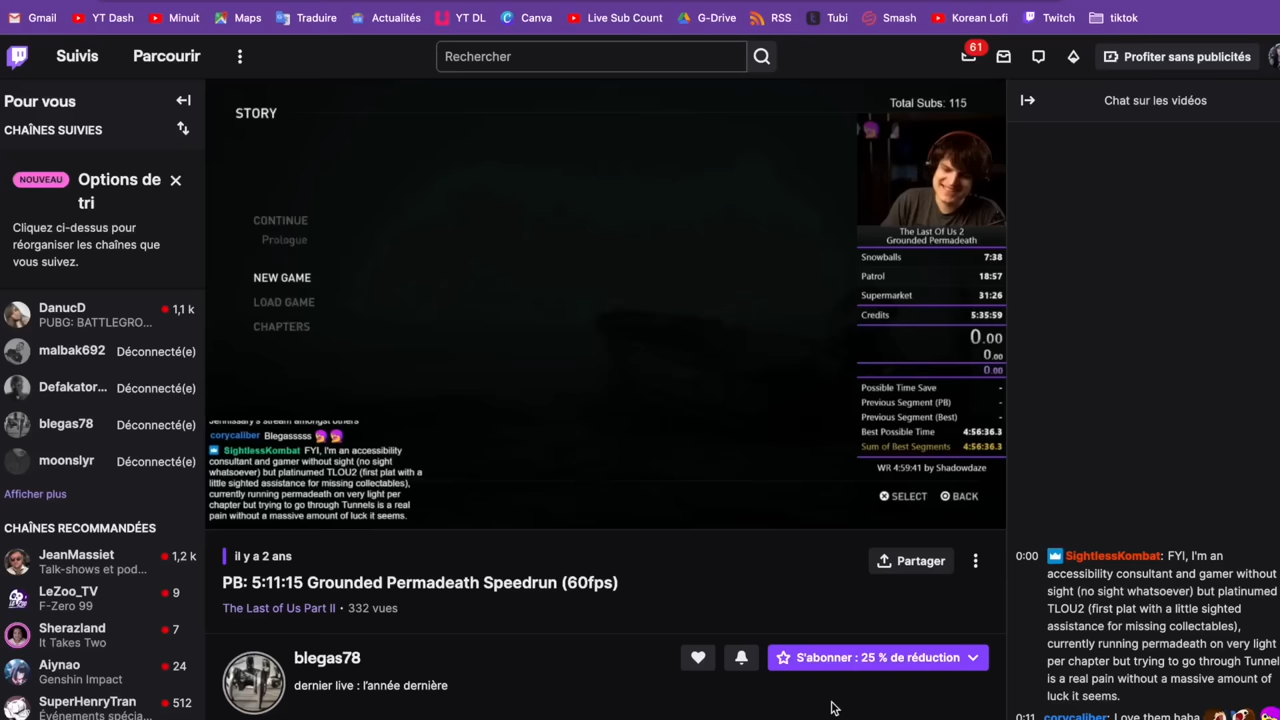 Gmail YT Dash Minuit Maps Traduire Actualités YT DL Canva Live Sub Count G-Drive RSS Tubi Smash Korean Lofi Twitch tiktok
Suivis Parcourir Rechercher 61 Profiter sans publicités
Pour vous
CHAÎNES SUIVIES
NOUVEAU Options de
tri
Cliquez ci-dessus pour
réorganiser les chaînes que
vous suivez.
DanucD 1,1 k
PUBG: BATTLEGRO...
malbak692 Déconnecté(e)
Defakator... Déconnecté(e)
blegas78 Déconnecté(e)
moonslyr Déconnecté(e)
Afficher plus
CHAÎNES RECOMMANDÉES
JeanMassiet 1,2 k
Talk-shows et pod...
LeZoo_TV 9
F-Zero 99
Sherazland 7
It Takes Two
Aiynao 24
Genshin Impact
SuperHenryTran 512
Événements spécia...
STORY
CONTINUE
Prologue
NEW GAME
LOAD GAME
CHAPTERS
corycaliber Blegasssss
SightlessKombat FYI, I'm an accessibility
consultant and gamer without sight (no sight
whatsoever) but platinumed TLOU2 (first plat with a
little sighted assistance for missing collectables),
currently running permadeath on very light per
chapter but trying to go through Tunnels is a real
pain without a massive amount of luck it seems.
Total Subs: 115
The Last Of Us 2
Grounded Permadeath
Snowballs 7:38
Patrol 18:57
Supermarket 31:26
Credits 5:35:59
0.00
0.00
0.00
Possible Time Save -
Previous Segment (PB) -
Previous Segment (Best) -
Best Possible Time 4:56:36.3
Sum of Best Segments 4:56:36.3
WR 4:59:41 by Shadowdaze
SELECT BACK
il y a 2 ans
PB: 5:11:15 Grounded Permadeath Speedrun (60fps)
The Last of Us Part II • 332 vues
Partager
blegas78
dernier live : l'année dernière
S'abonner : 25 % de réduction
Chat sur les vidéos
0:00 SightlessKombat: FYI, I'm an
accessibility consultant and gamer without
sight (no sight whatsoever) but platinumed
TLOU2 (first plat with a little sighted
assistance for missing collectables),
currently running permadeath on very light
per chapter but trying to go through Tunnel
is a real pain without a massive amount of
luck it seems.
0:11 corycaliber: Love them haha